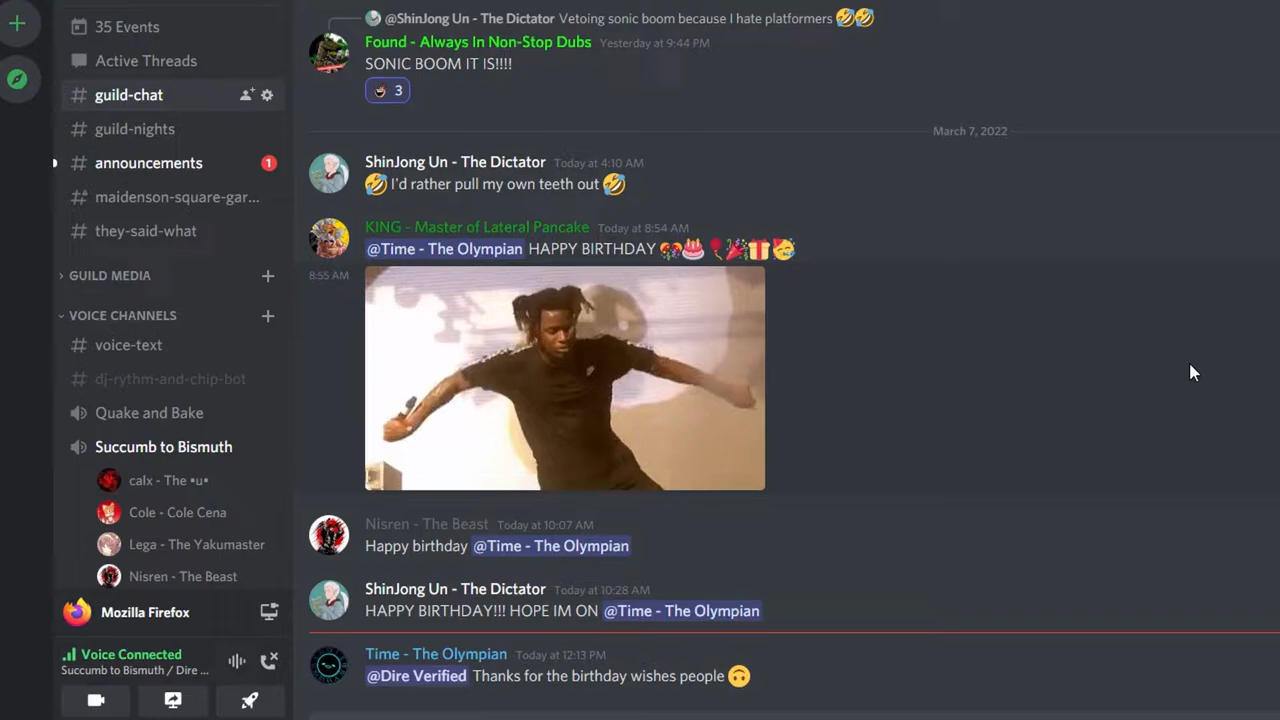 35 Events
Active Threads
guild-chat
guild-nights
announcements 1
maidenson-square-gar...
they-said-what
GUILD MEDIA
VOICE CHANNELS
voice-text
dj-rythm-and-chip-bot
Quake and Bake
Succumb to Bismuth
calx - The •u•
Cole - Cole Cena
Lega - The Yakumaster
Nisren - The Beast
Mozilla Firefox
Voice Connected
Succumb to Bismuth / Dire ...
@ShinJong Un - The Dictator Vetoing sonic boom because I hate platformers 🤣🤣
Found - Always In Non-Stop Dubs Yesterday at 9:44 PM
SONIC BOOM IT IS!!!!
3
March 7, 2022
ShinJong Un - The Dictator Today at 4:10 AM
🤣 I'd rather pull my own teeth out 🤣
KING - Master of Lateral Pancake Today at 8:54 AM
@Time - The Olympian HAPPY BIRTHDAY 🎊🎂🎈🎉🎁🥳
8:55 AM
Nisren - The Beast Today at 10:07 AM
Happy birthday @Time - The Olympian
ShinJong Un - The Dictator Today at 10:28 AM
HAPPY BIRTHDAY!!! HOPE IM ON @Time - The Olympian
Time - The Olympian Today at 12:13 PM
@Dire Verified Thanks for the birthday wishes people 🙃